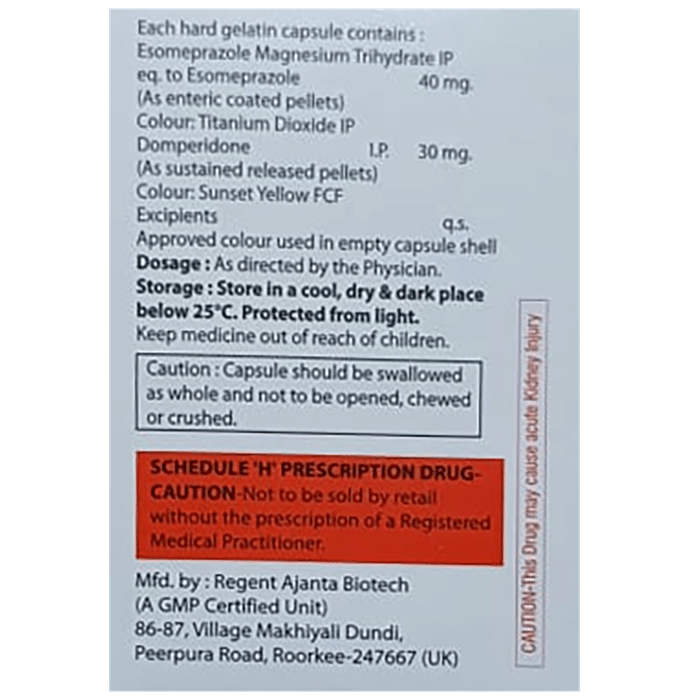 Each hard gelatin capsule contains :
Esomeprazole Magnesium Trihydrate IP
eq. to Esomeprazole 40 mg.
(As enteric coated pellets)
Colour: Titanium Dioxide IP
Domperidone I.P. 30 mg.
(As sustained released pellets)
Colour: Sunset Yellow FCF
Excipients q.s.
Approved colour used in empty capsule shell
Dosage : As directed by the Physician.
Storage : Store in a cool, dry & dark place
below 25°C. Protected from light.
Keep medicine out of reach of children.
Caution : Capsule should be swallowed
as whole and not to be opened, chewed
or crushed.
SCHEDULE 'H' PRESCRIPTION DRUG-
CAUTION-Not to be sold by retail
without the prescription of a Registered
Medical Practitioner.
Mfd. by : Regent Ajanta Biotech
(A GMP Certified Unit)
86-87, Village Makhiyali Dundi,
Peerpura Road, Roorkee-247667 (UK)
CAUTION-This Drug may cause acute Kidney Injury